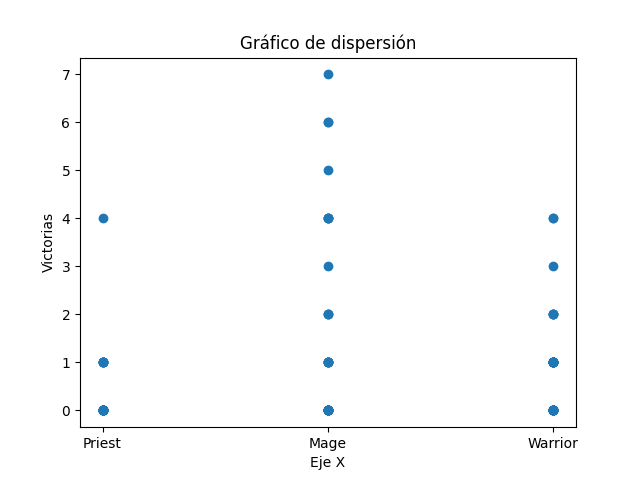 Gráfico de dispersión
7
6
5
4
3
2
1
0
Victorias
Priest
Mage
Warrior
Eje X